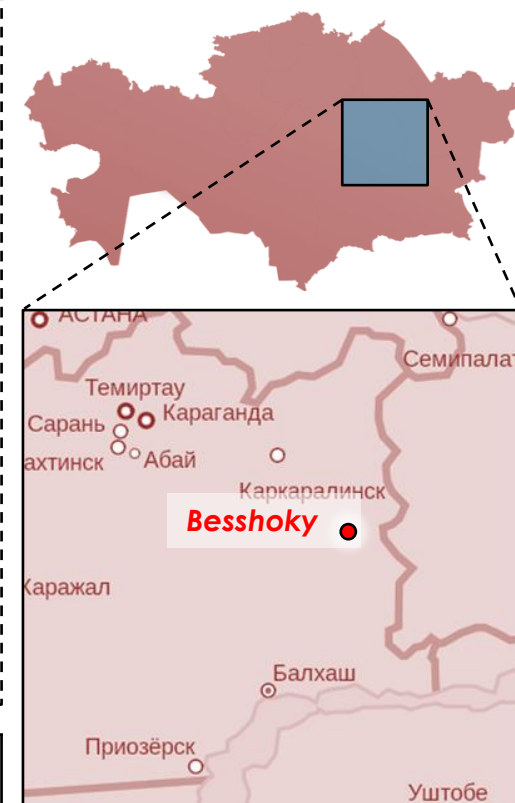 АСТАНА
Семипалат
Темиртау
Сарань
Караганда
ахтинск
Абай
Каркаралинск
Besshoky
Каражал
Балхаш
Приозёрск
Уштобе